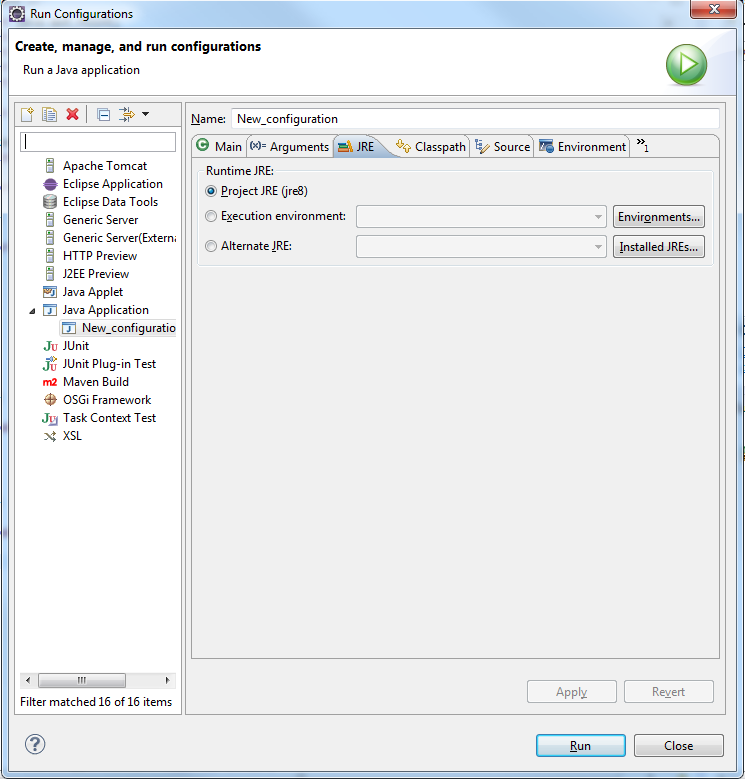 Run Configurations
Create, manage, and run configurations
Run a Java application
Name: New_configuration
Main (x)= Arguments JRE Classpath Source Environment »1
Runtime JRE:
Project JRE (jre8)
Execution environment: Environments...
Alternate JRE: Installed JREs...
Apache Tomcat
Eclipse Application
Eclipse Data Tools
Generic Server
Generic Server(Externa
HTTP Preview
J2EE Preview
Java Applet
Java Application
New_configuratio
JUnit
JUnit Plug-in Test
m2 Maven Build
OSGi Framework
Task Context Test
XSL
Filter matched 16 of 16 items
Apply Revert
Run Close